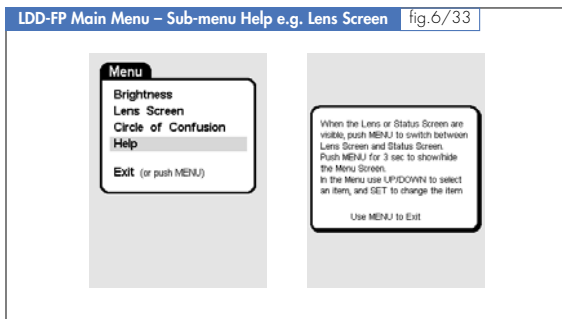 LDD-FP Main Menu – Sub-menu Help e.g. Lens Screen fig.6/33
Menu
Brightness
Lens Screen
Circle of Confusion
Help
Exit (or push MENU)
When the Lens or Status Screen are
visible, push MENU to switch between
Lens Screen and Status Screen.
Push MENU for 3 sec to show/hide
the Menu Screen.
In the Menu use UP/DOWN to select
an item, and SET to change the item
Use MENU to Exit